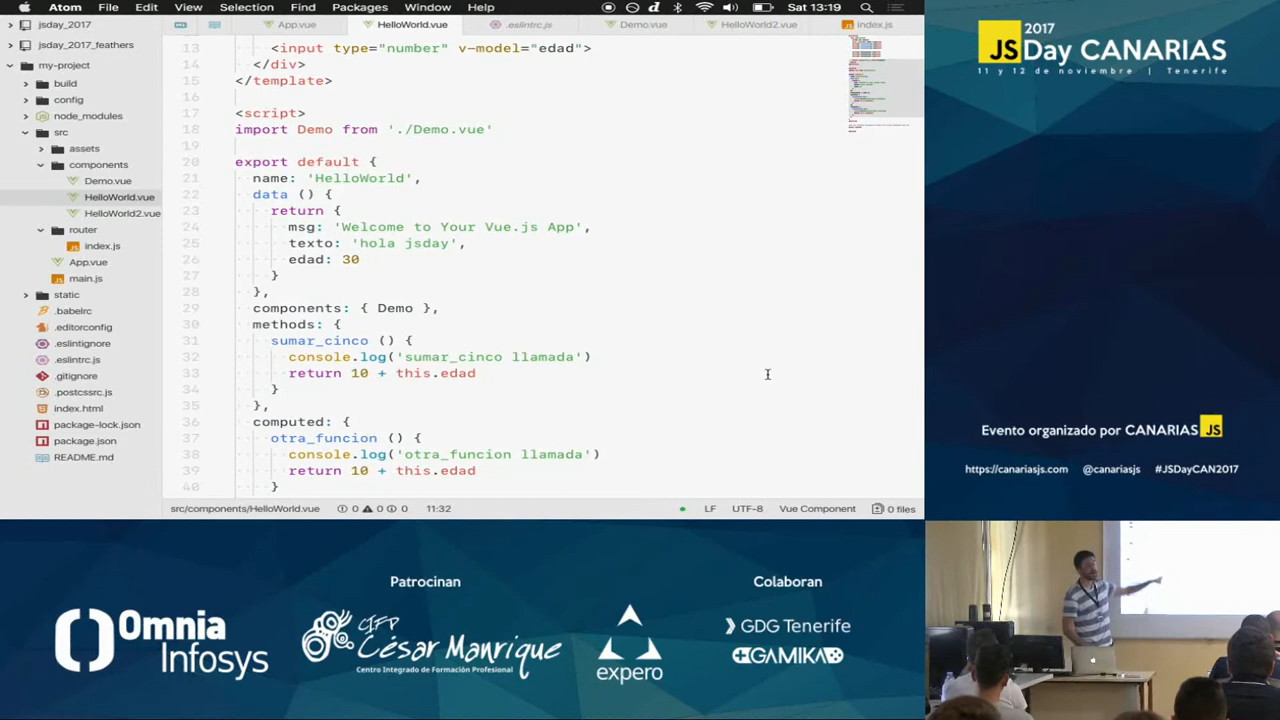 Atom File Edit View Selection Find Packages Window Help Sat 13:19
jsday_2017
jsday_2017_feathers
my-project
build
config
node_modules
src
assets
components
Demo.vue
HelloWorld.vue
HelloWorld2.vue
router
index.js
App.vue
main.js
static
.babelrc
.editorconfig
.eslintignore
.eslintrc.js
.gitignore
.postcssrc.js
index.html
package-lock.json
package.json
README.md
App.vue HelloWorld.vue .eslintrc.js Demo.vue HelloWorld2.vue index.js
13 <input type="number" v-model="edad">
14 </div>
15 </template>
16
17 <script>
18 import Demo from './Demo.vue'
19
20 export default {
21 name: 'HelloWorld',
22 data () {
23 return {
24 msg: 'Welcome to Your Vue.js App',
25 texto: 'hola jsday',
26 edad: 30
27 }
28 },
29 components: { Demo },
30 methods: {
31 sumar_cinco () {
32 console.log('sumar_cinco llamada')
33 return 10 + this.edad
34 }
35 },
36 computed: {
37 otra_funcion () {
38 console.log('otra_funcion llamada')
39 return 10 + this.edad
40 }
src/components/HelloWorld.vue 0 0 0 11:32 LF UTF-8 Vue Component 0 files
2017
JSDay CANARIAS
11 y 12 de noviembre | Tenerife
Evento organizado por CANARIAS JS
https://canariasjs.com @canariasjs #JSDayCAN2017
Patrocinan
Omnia
Infosys
CIFP
César Manrique
Centro Integrado de Formación Profesional
expero
Colaboran
GDG Tenerife
GAMIKA